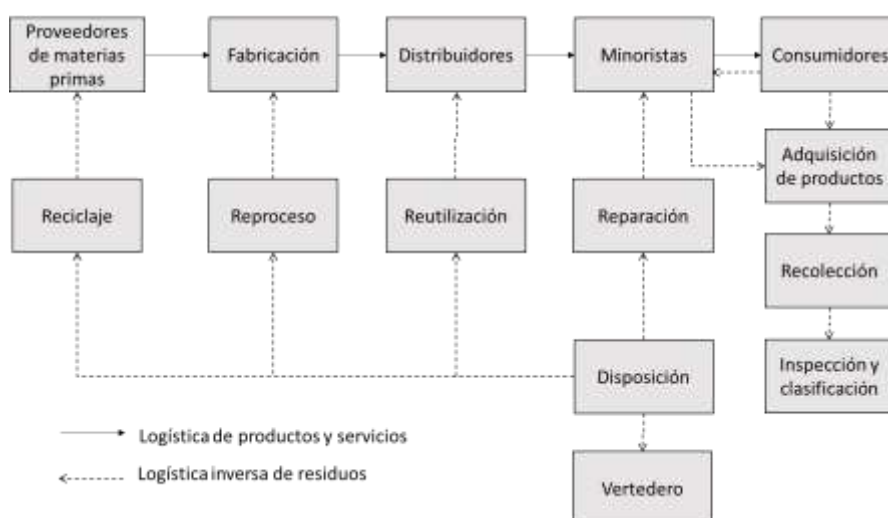 Proveedores
de materias
primas
Fabricación
Distribuidores
Minoristas
Consumidores
Adquisición
de productos
Reciclaje
Reproceso
Reutilización
Reparación
Recolección
Disposición
Inspección y
clasificación
Logística de productos y servicios
Logística inversa de residuos
Vertedero